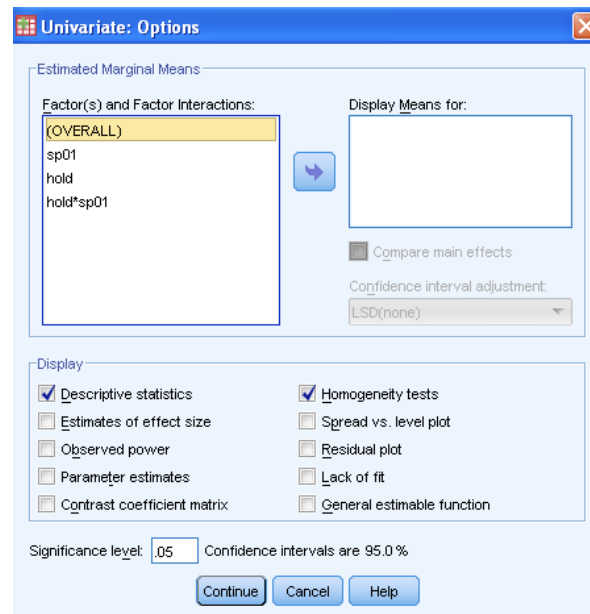 Univariate: Options
Estimated Marginal Means
Factor(s) and Factor Interactions:
(OVERALL)
sp01
hold
hold*sp01
Display Means for:
Compare main effects
Confidence interval adjustment:
LSD(none)
Display
Descriptive statistics
Homogeneity tests
Estimates of effect size
Spread vs. level plot
Observed power
Residual plot
Parameter estimates
Lack of fit
Contrast coefficient matrix
General estimable function
Significance level: .05 Confidence intervals are 95.0 %
Continue Cancel Help